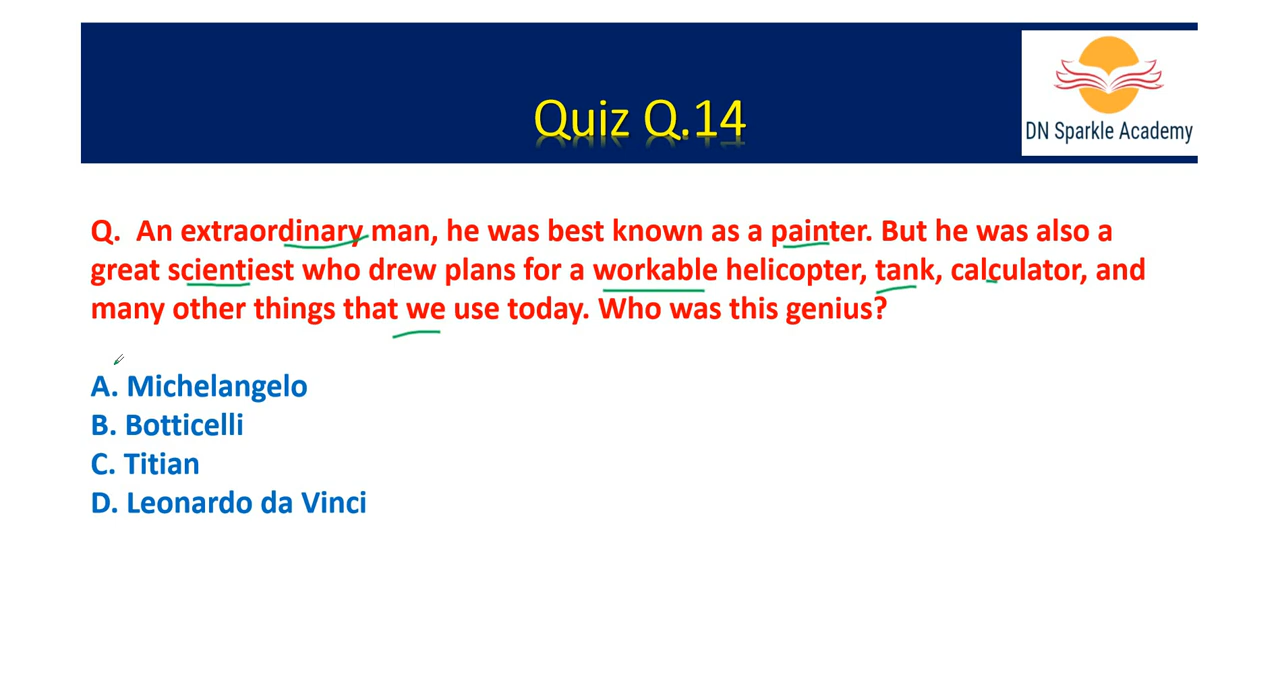 Quiz Q.14
DN Sparkle Academy
Q. An extraordinary man, he was best known as a painter. But he was also a
great scientiest who drew plans for a workable helicopter, tank, calculator, and
many other things that we use today. Who was this genius?
A. Michelangelo
B. Botticelli
C. Titian
D. Leonardo da Vinci